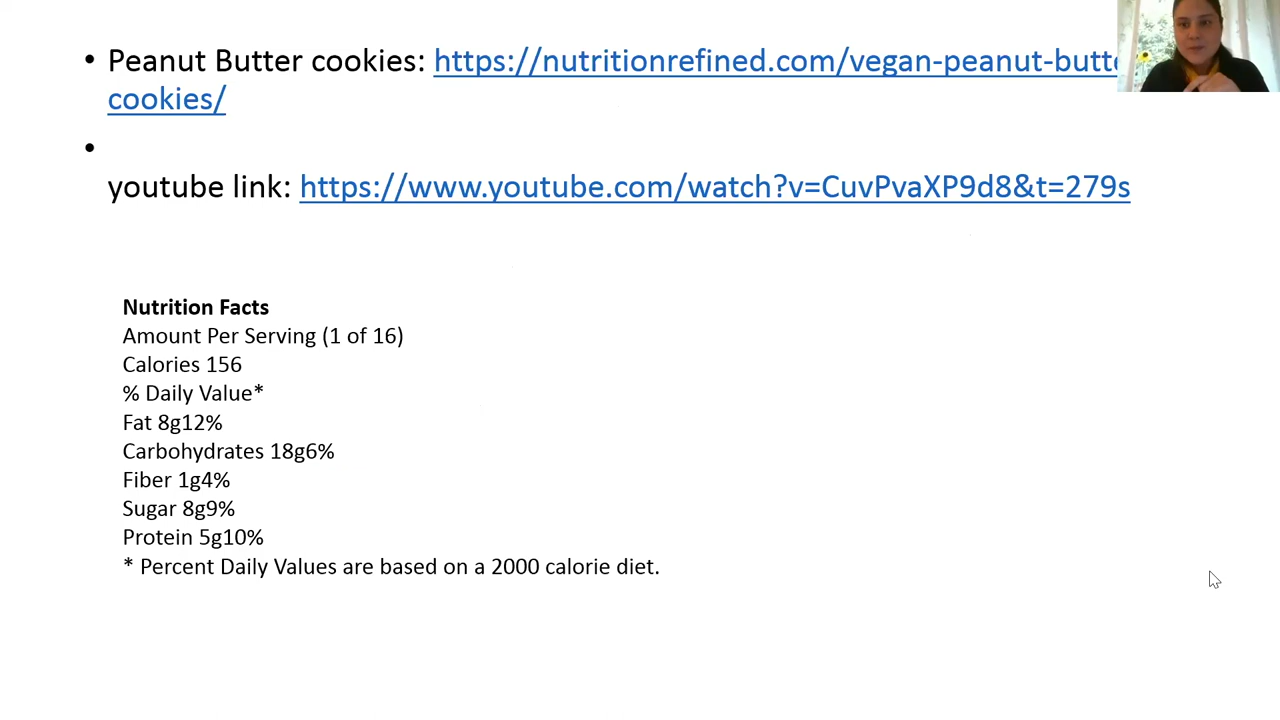 • Peanut Butter cookies: https://nutritionrefined.com/vegan-peanut-butte
cookies/
•
youtube link: https://www.youtube.com/watch?v=CuvPvaXP9d8&t=279s
Nutrition Facts
Amount Per Serving (1 of 16)
Calories 156
% Daily Value*
Fat 8g12%
Carbohydrates 18g6%
Fiber 1g4%
Sugar 8g9%
Protein 5g10%
* Percent Daily Values are based on a 2000 calorie diet.